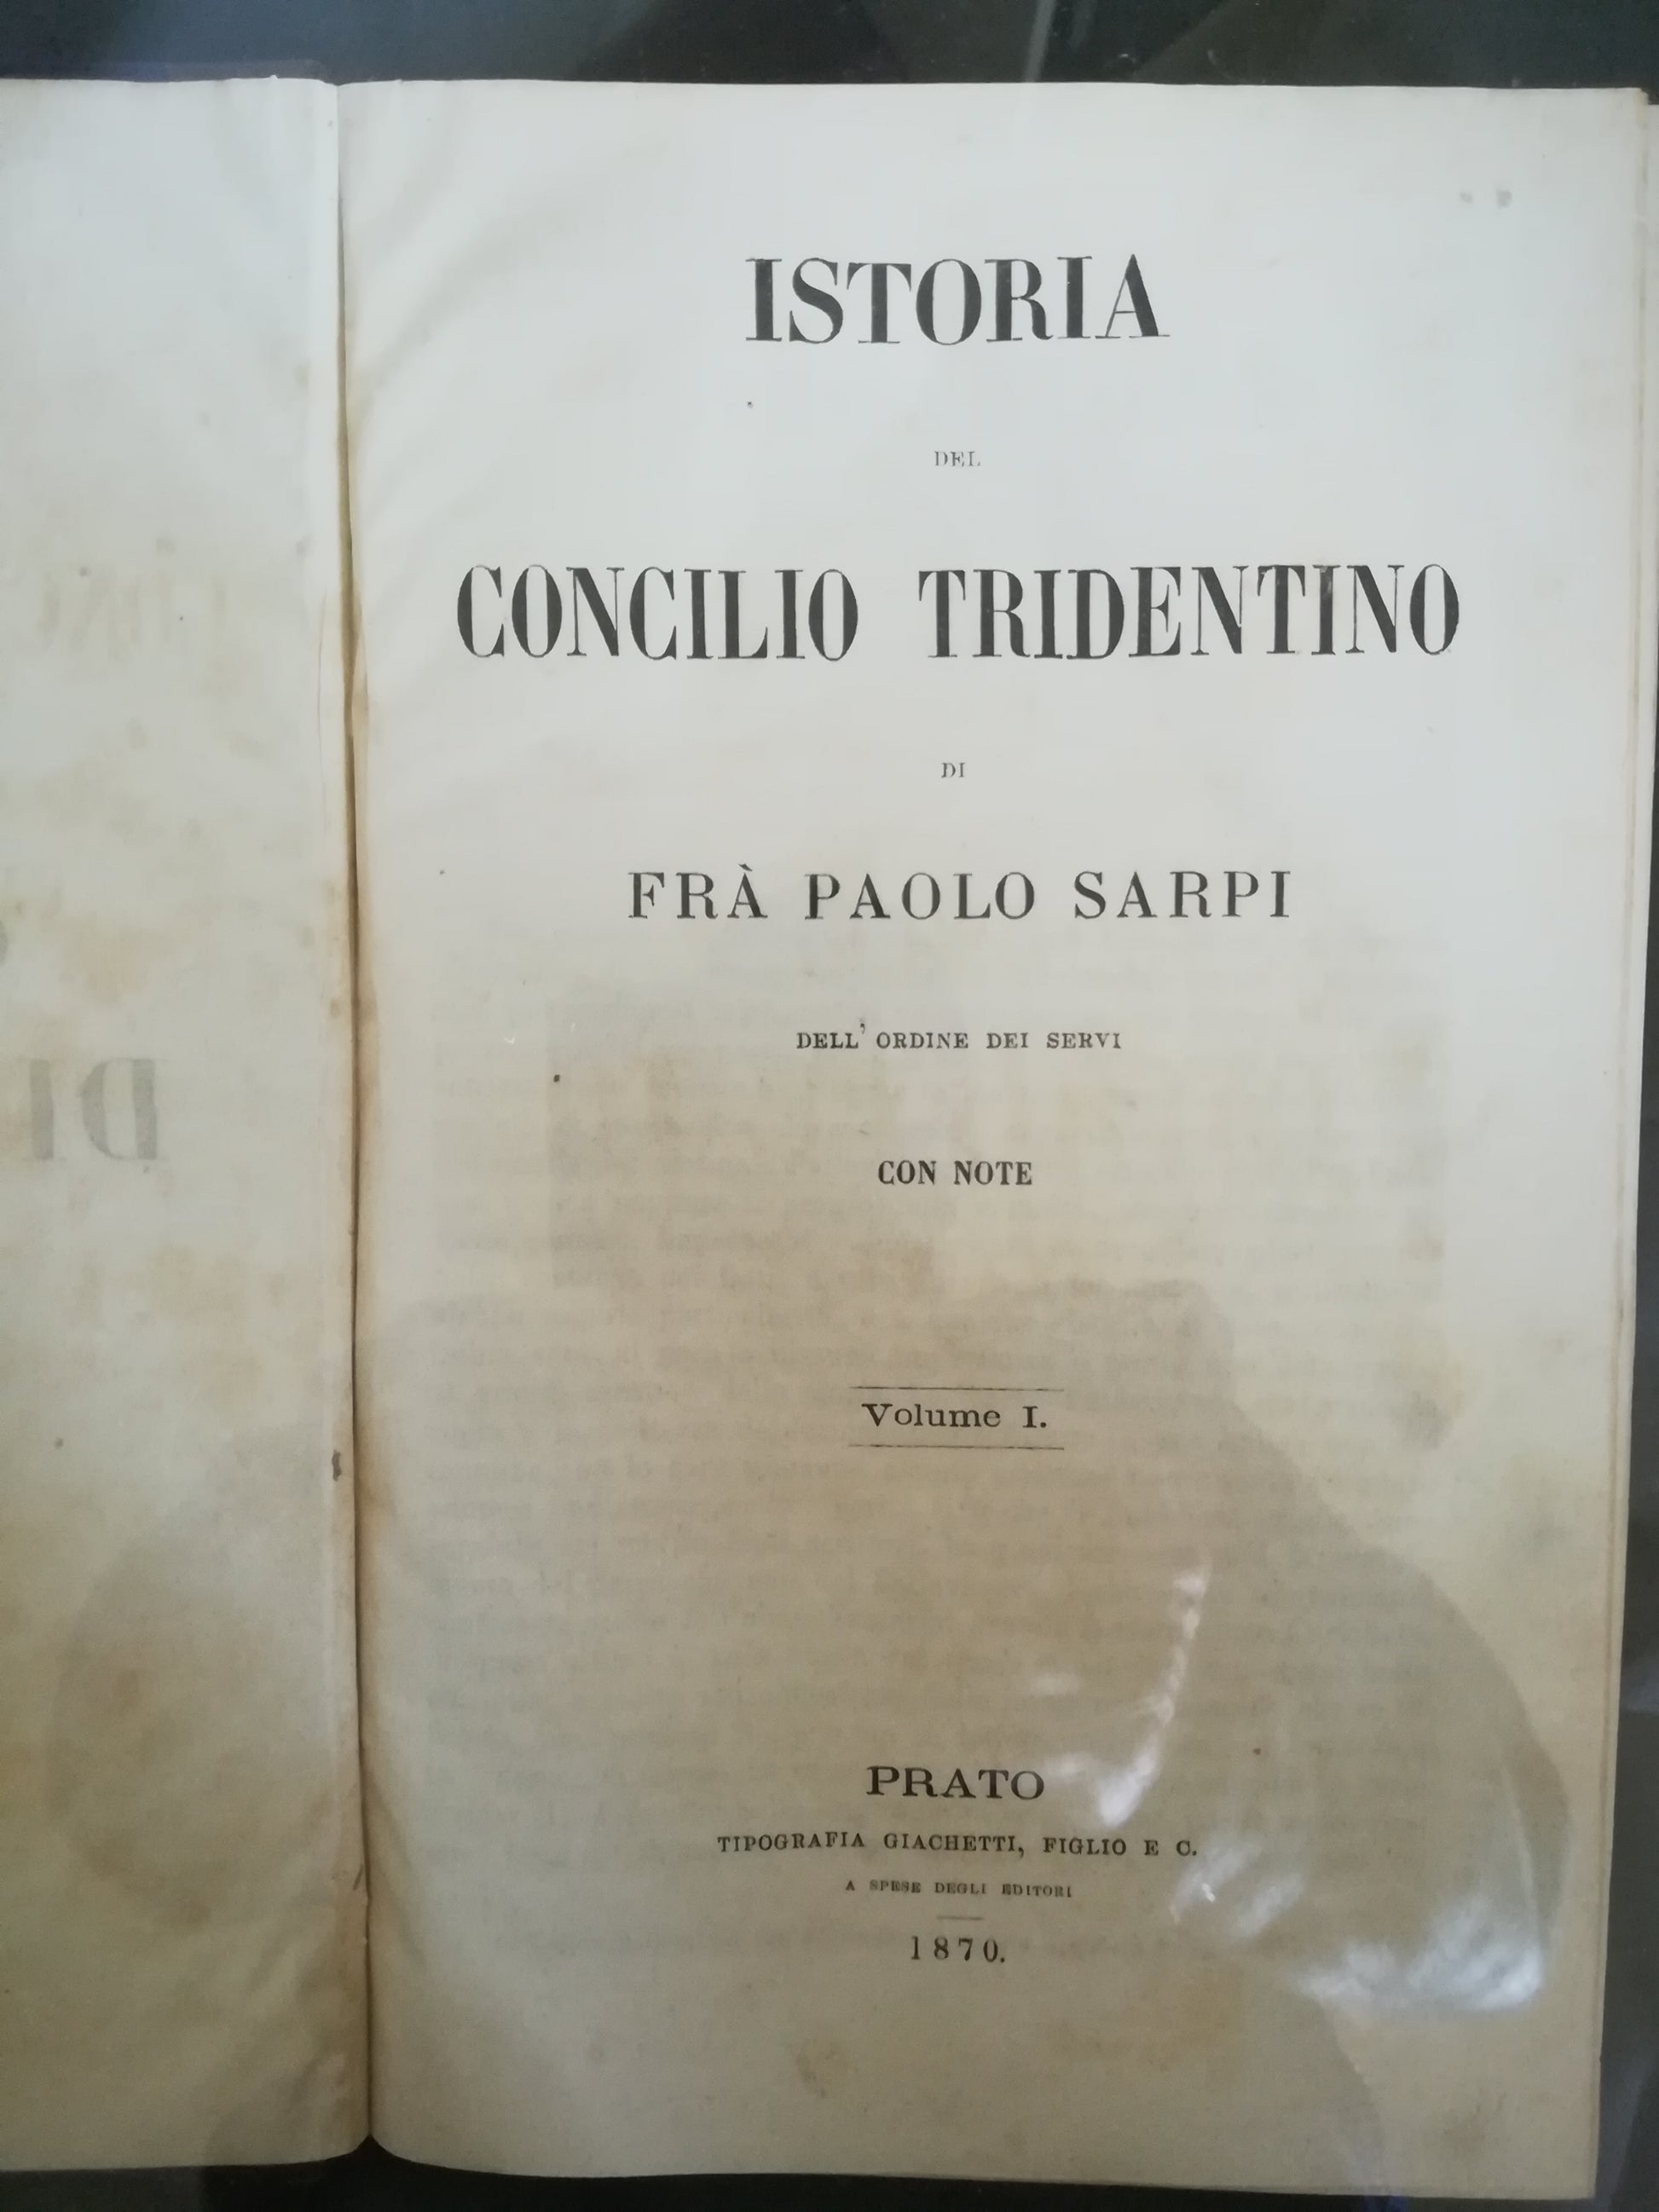 ISTORIA
DEL
CONCILIO TRIDENTINO
DI
FRÀ PAOLO SARPI
DELL' ORDINE DEI SERVI
CON NOTE
Volume I.
PRATO
TIPOGRAFIA GIACHETTI, FIGLIO E C.
A SPESE DEGLI EDITORI
1870.